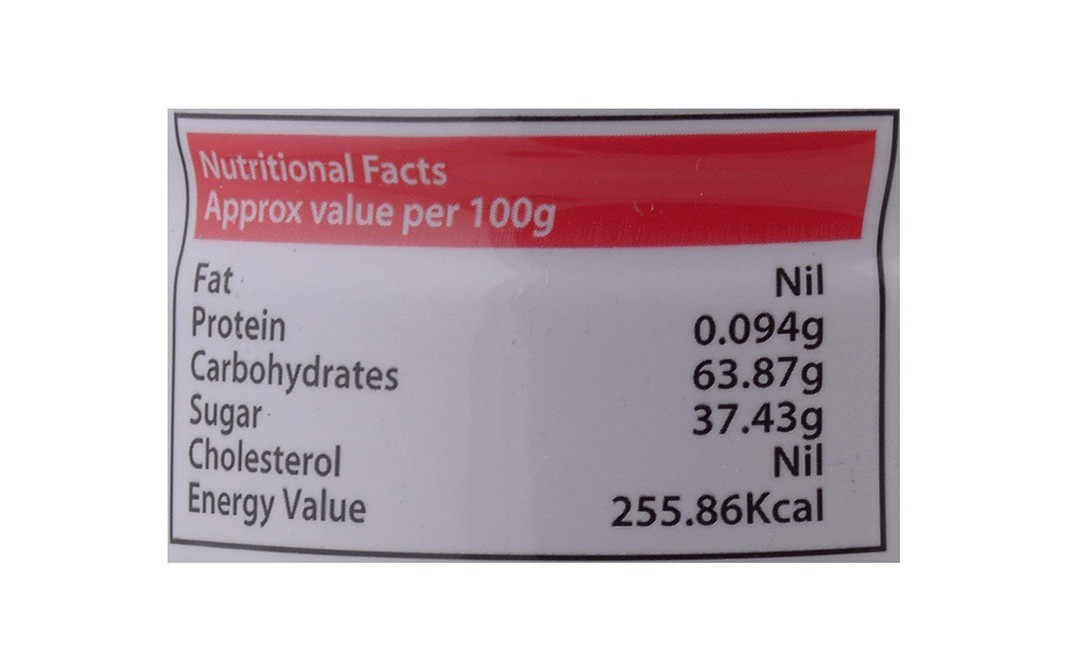 Nutritional Facts
Approx value per 100g
Fat Nil
Protein 0.094g
Carbohydrates 63.87g
Sugar 37.43g
Cholesterol Nil
Energy Value 255.86Kcal